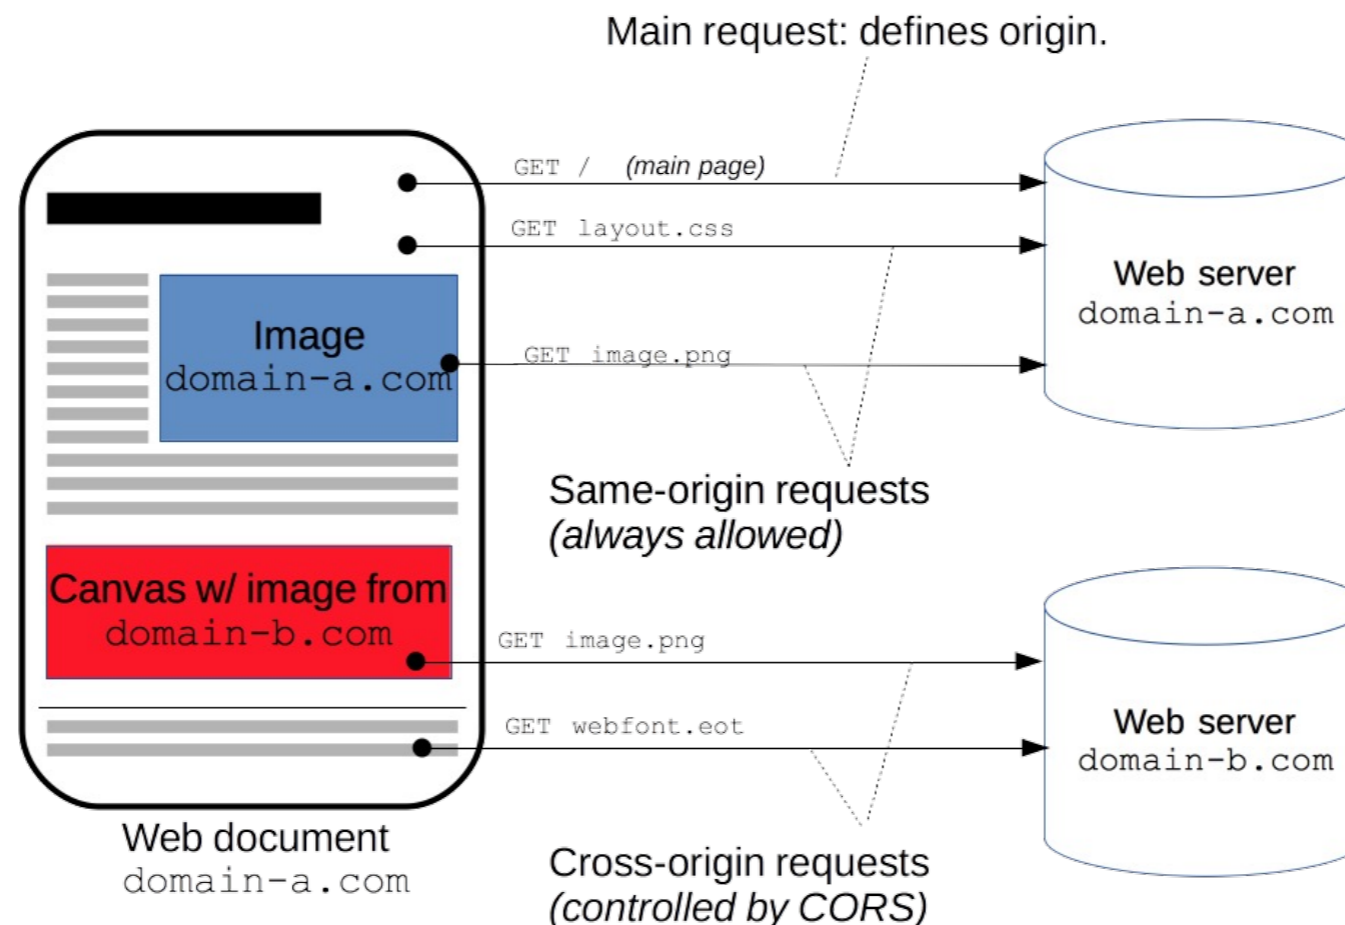 Main request: defines origin.
GET / (main page)
GET layout.css
Web server
domain-a.com
Image
domain-a.com
GET image.png
Same-origin requests
(always allowed)
Canvas w/ image from
domain-b.com
GET image.png
GET webfont.eot
Web server
domain-b.com
Web document
domain-a.com
Cross-origin requests
(controlled by CORS)